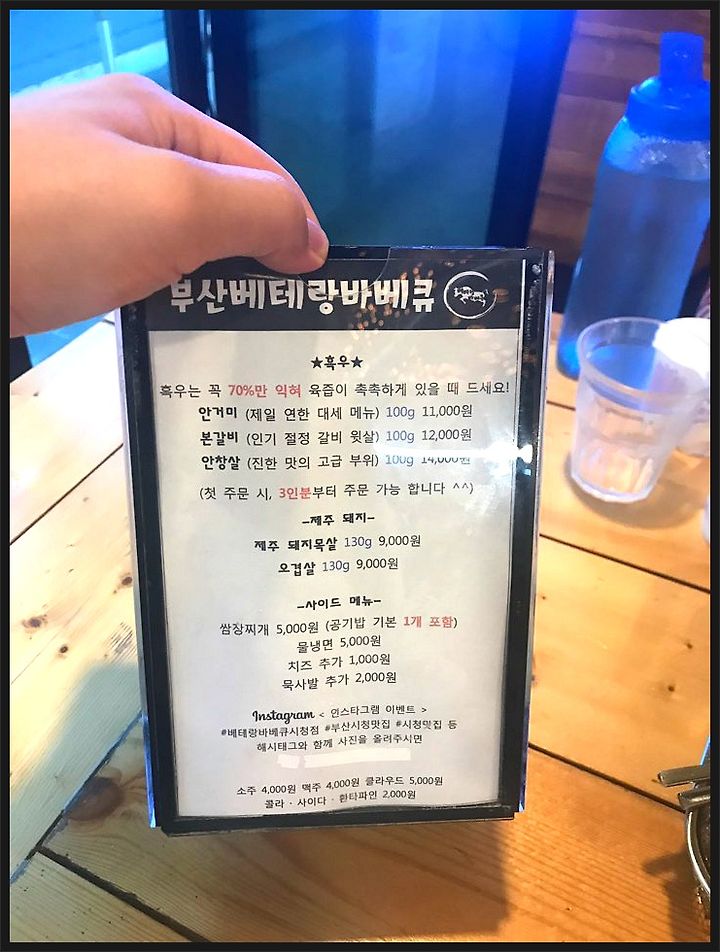 부산베테랑바베큐
★흑우★
흑우는 꼭 70%만 익혀 육즙이 촉촉하게 있을 때 드세요!
안거미 (제일 연한 대세 메뉴) 100g 11,000원
본갈비 (인기 절정 갈비 윗살) 100g 12,000원
안창살 (진한 맛의 고급 부위) 100g 14,000원
(첫 주문 시, 3인분부터 주문 가능 합니다 ^^)
-제주 돼지-
제주 돼지목살 130g 9,000원
오겹살 130g 9,000원
-사이드 메뉴-
쌈장찌개 5,000원 (공기밥 기본 1개 포함)
물냉면 5,000원
치즈 추가 1,000원
묵사발 추가 2,000원
Instagram < 인스타그램 이벤트 >
#베테랑바베큐시청점 #부산시청맛집 #시청맛집 등
해시태그와 함께 사진을 올려주시면
소주 4,000원 맥주 4,000원 클라우드 5,000원
콜라 · 사이다 · 환타파인 2,000원